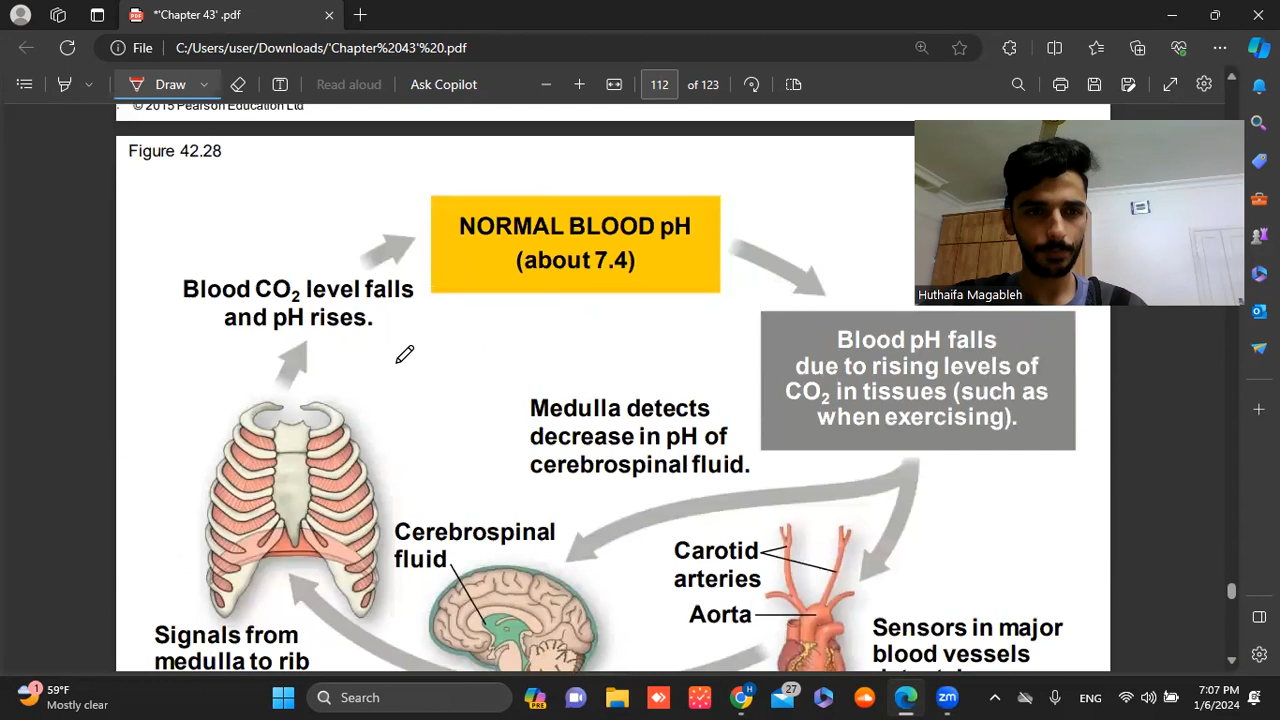 *'Chapter 43' .pdf
File
C:/Users/user/Downloads/'Chapter%2043'%20.pdf
Draw
Read aloud
Ask Copilot
112
of 123
© 2015 Pearson Education Ltd
Figure 42.28
NORMAL BLOOD pH
(about 7.4)
Blood CO₂ level falls
and pH rises.
Huthaifa Magableh
Blood pH falls
due to rising levels of
CO₂ in tissues (such as
when exercising).
Medulla detects
decrease in pH of
cerebrospinal fluid.
Cerebrospinal
fluid
Carotid
arteries
Aorta
Signals from
medulla to rib
Sensors in major
blood vessels
1
59°F
Mostly clear
Search
PRE
27
ENG
7:07 PM
1/6/2024